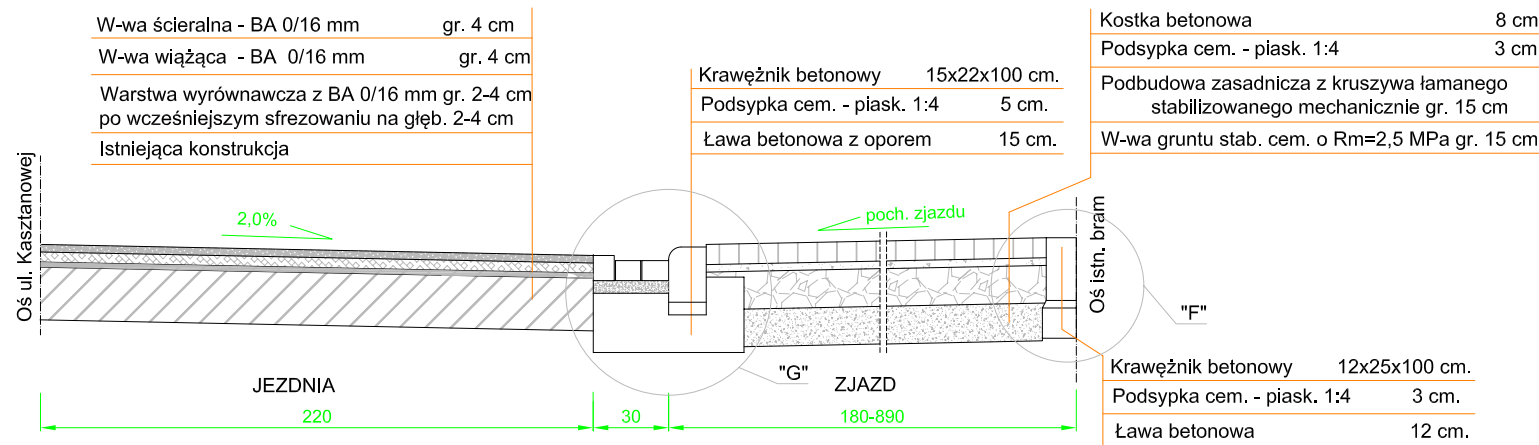 W-wa ścieralna - BA 0/16 mm gr. 4 cm
W-wa wiążąca - BA 0/16 mm gr. 4 cm
Warstwa wyrównawcza z BA 0/16 mm gr. 2-4 cm
po wcześniejszym sfrezowaniu na głęb. 2-4 cm
Istniejąca konstrukcja
Krawężnik betonowy 15x22x100 cm.
Podsypka cem. - piask. 1:4 5 cm.
Ława betonowa z oporem 15 cm.
Kostka betonowa 8 cm
Podsypka cem. - piask. 1:4 3 cm
Podbudowa zasadnicza z kruszywa łamanego
stabilizowanego mechanicznie gr. 15 cm
W-wa gruntu stab. cem. o Rm=2,5 MPa gr. 15 cm
Oś ul. Kasztanowej
2,0%
poch. zjazdu
Oś istn. bram
"F"
"G"
JEZDNIA
ZJAZD
220
30
180-890
Krawężnik betonowy 12x25x100 cm.
Podsypka cem. - piask. 1:4 3 cm.
Ława betonowa 12 cm.